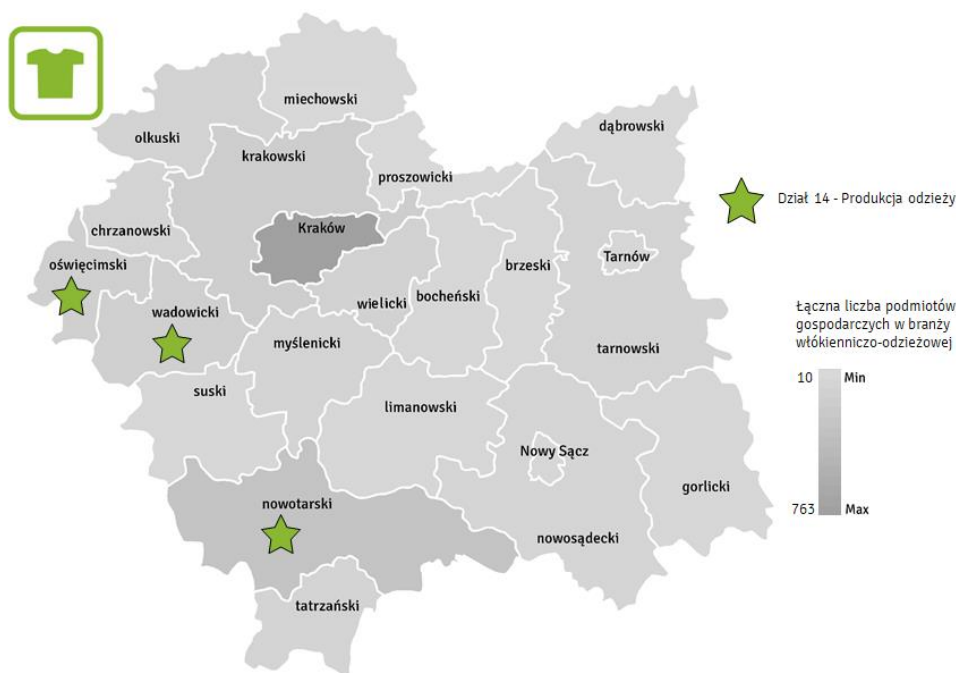 miechowski
dąbrowski
olkuski
krakowski
proszowicki
Dział 14 - Produkcja odzieży
chrzanowski
Kraków
Tarnów
oświęcimski
brzeski
bocheński
wielicki
wadowicki
Łączna liczba podmiotów
gospodarczych w branży
włókienniczo-odzieżowej
myślenicki
tarnowski
10 Min
suski
limanowski
Nowy Sącz
gorlicki
nowotarski
763 Max
nowosądecki
tatrzański